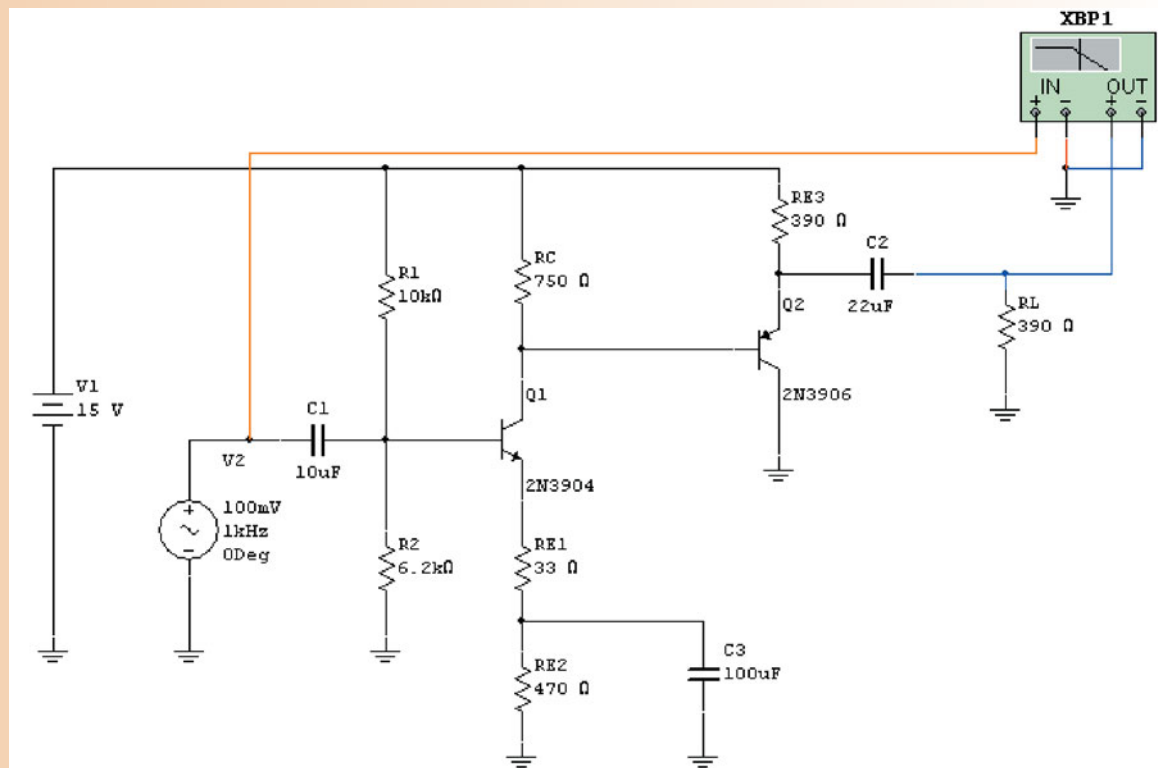 XBP1
IN OUT
+ - + -
RE3
390 Ω
C2
22uF
RC
750 Ω
R1
10kΩ
RL
390 Ω
Q2
2N3906
V1
15 V
Q1
2N3904
C1
10uF
V2
100mV
1kHz
0Deg
+
-
R2
6.2kΩ
RE1
33 Ω
RE2
470 Ω
C3
100uF